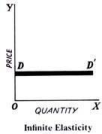 Y
PRICE
D D'
O X
QUANTITY
Infinite Elasticity